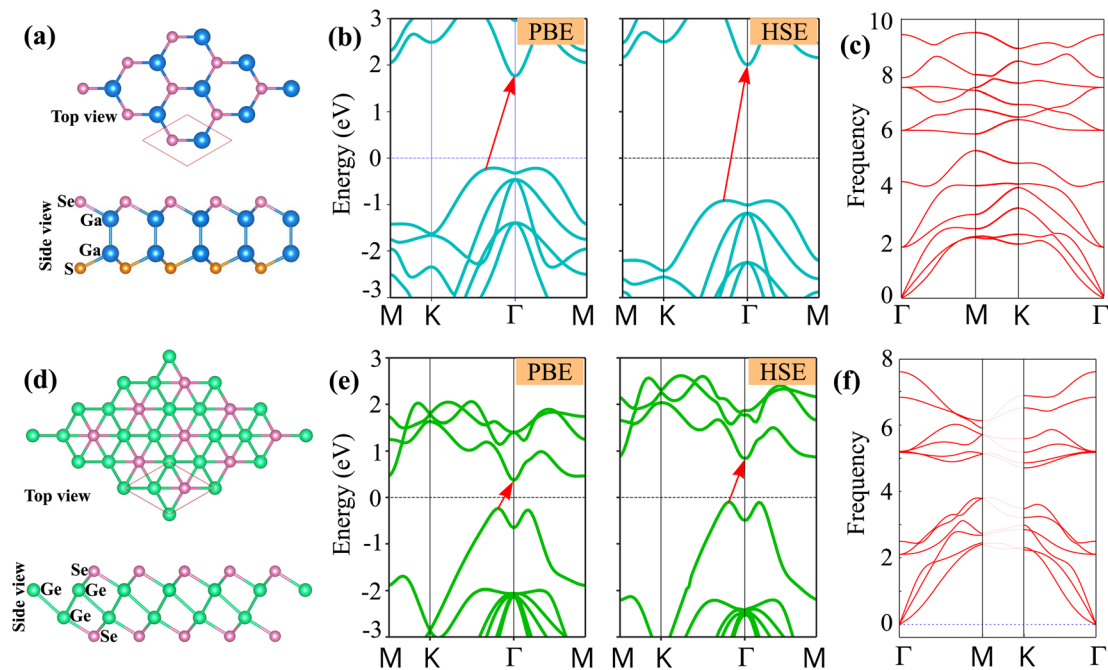 (a)
Top view
Side view
Se
Ga
Ga
S
(b)
Energy (eV)
3
2
1
0
-1
-2
-3
PBE
M K Γ M
HSE
M K Γ M
(c)
Frequency
10
8
6
4
2
0
Γ M K Γ
(d)
Top view
Side view
Se
Ge Ge
Ge
Se
(e)
Energy (eV)
3
2
1
0
-1
-2
-3
PBE
M K Γ M
HSE
M K Γ M
(f)
Frequency
8
6
4
2
0
Γ M K Γ